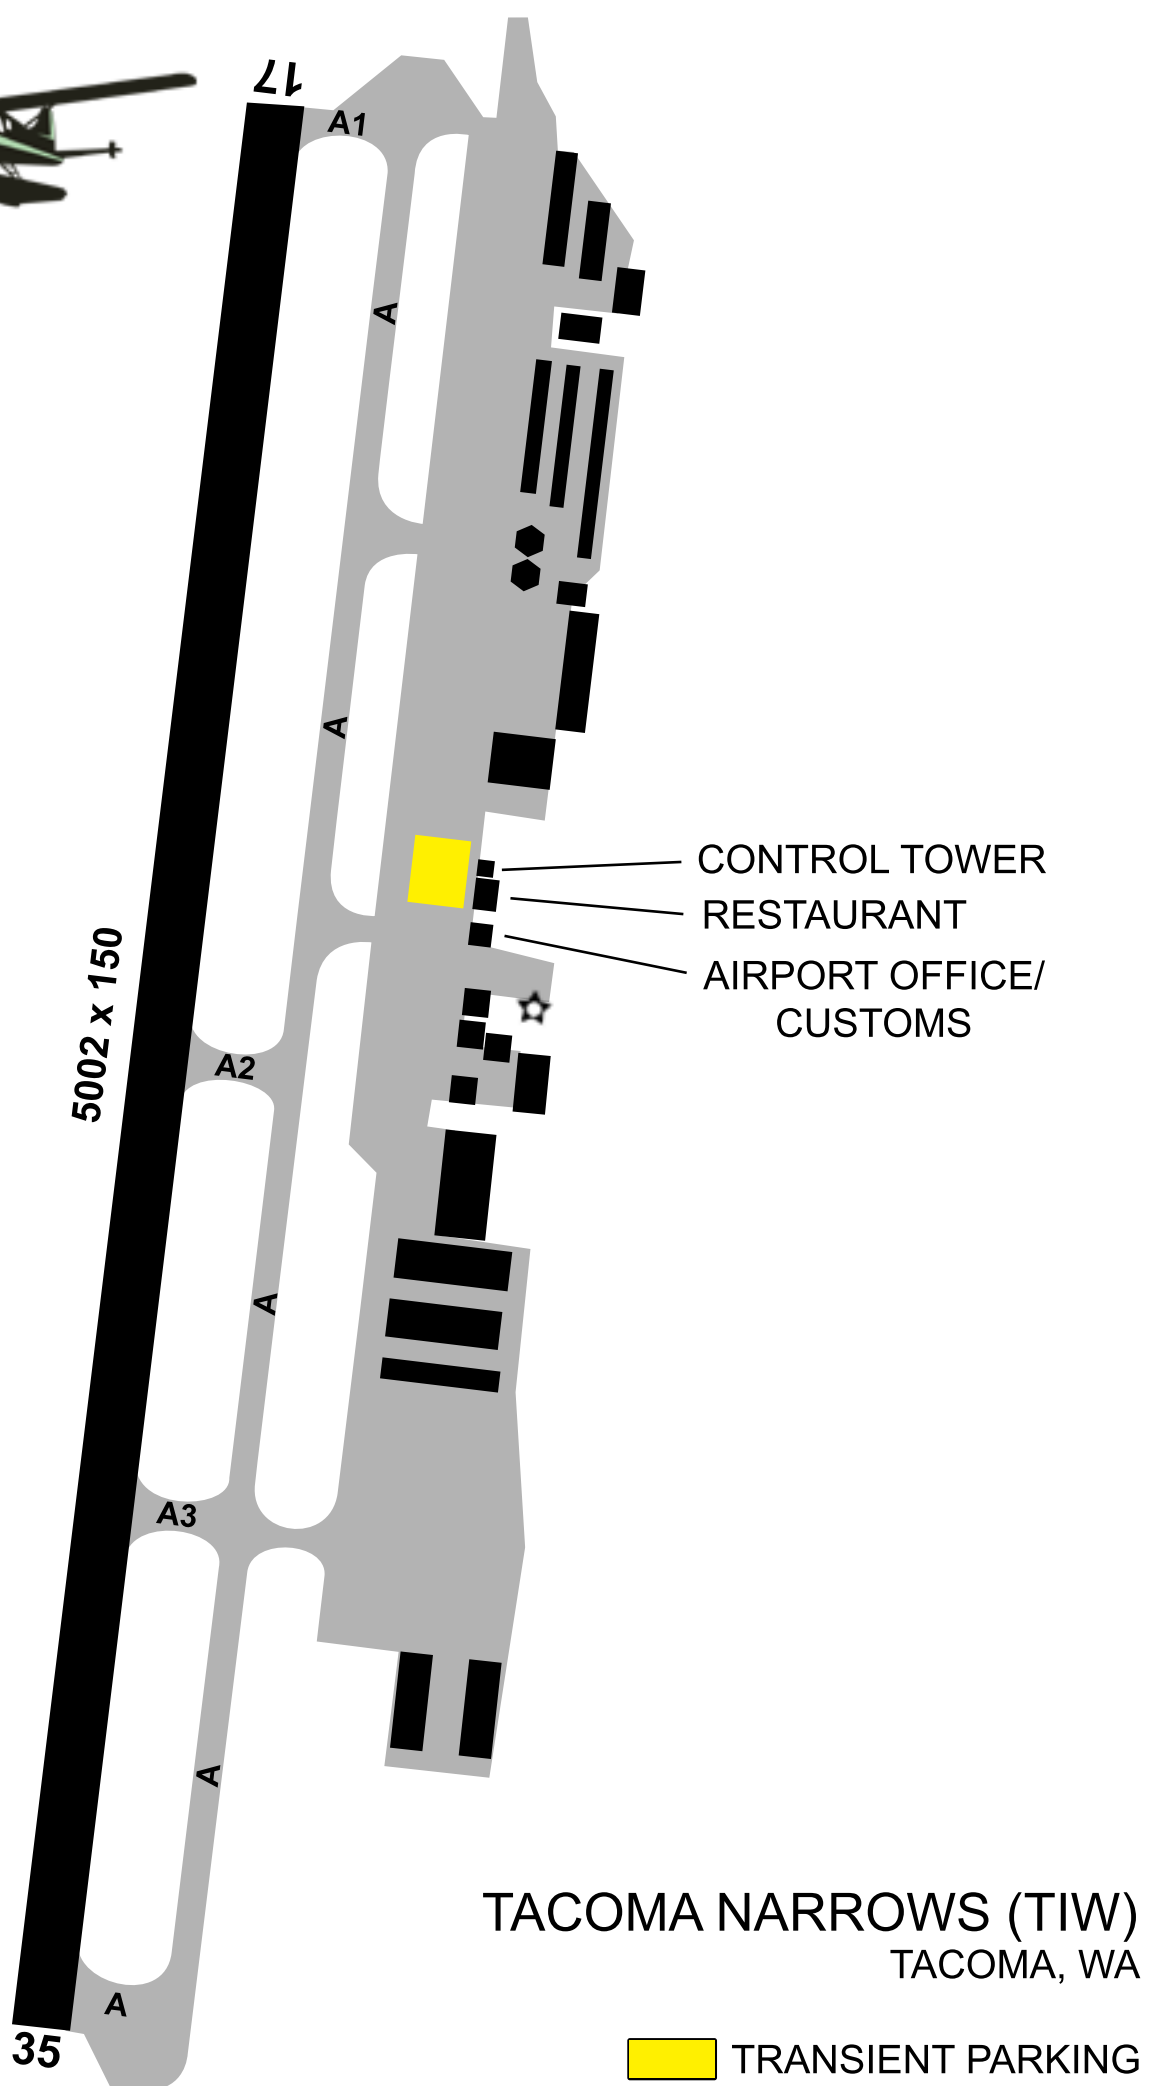 17
A1
A
A
CONTROL TOWER
RESTAURANT
AIRPORT OFFICE/
CUSTOMS
5002 x 150
A2
A
A3
A
TACOMA NARROWS (TIW)
TACOMA, WA
A
35
TRANSIENT PARKING